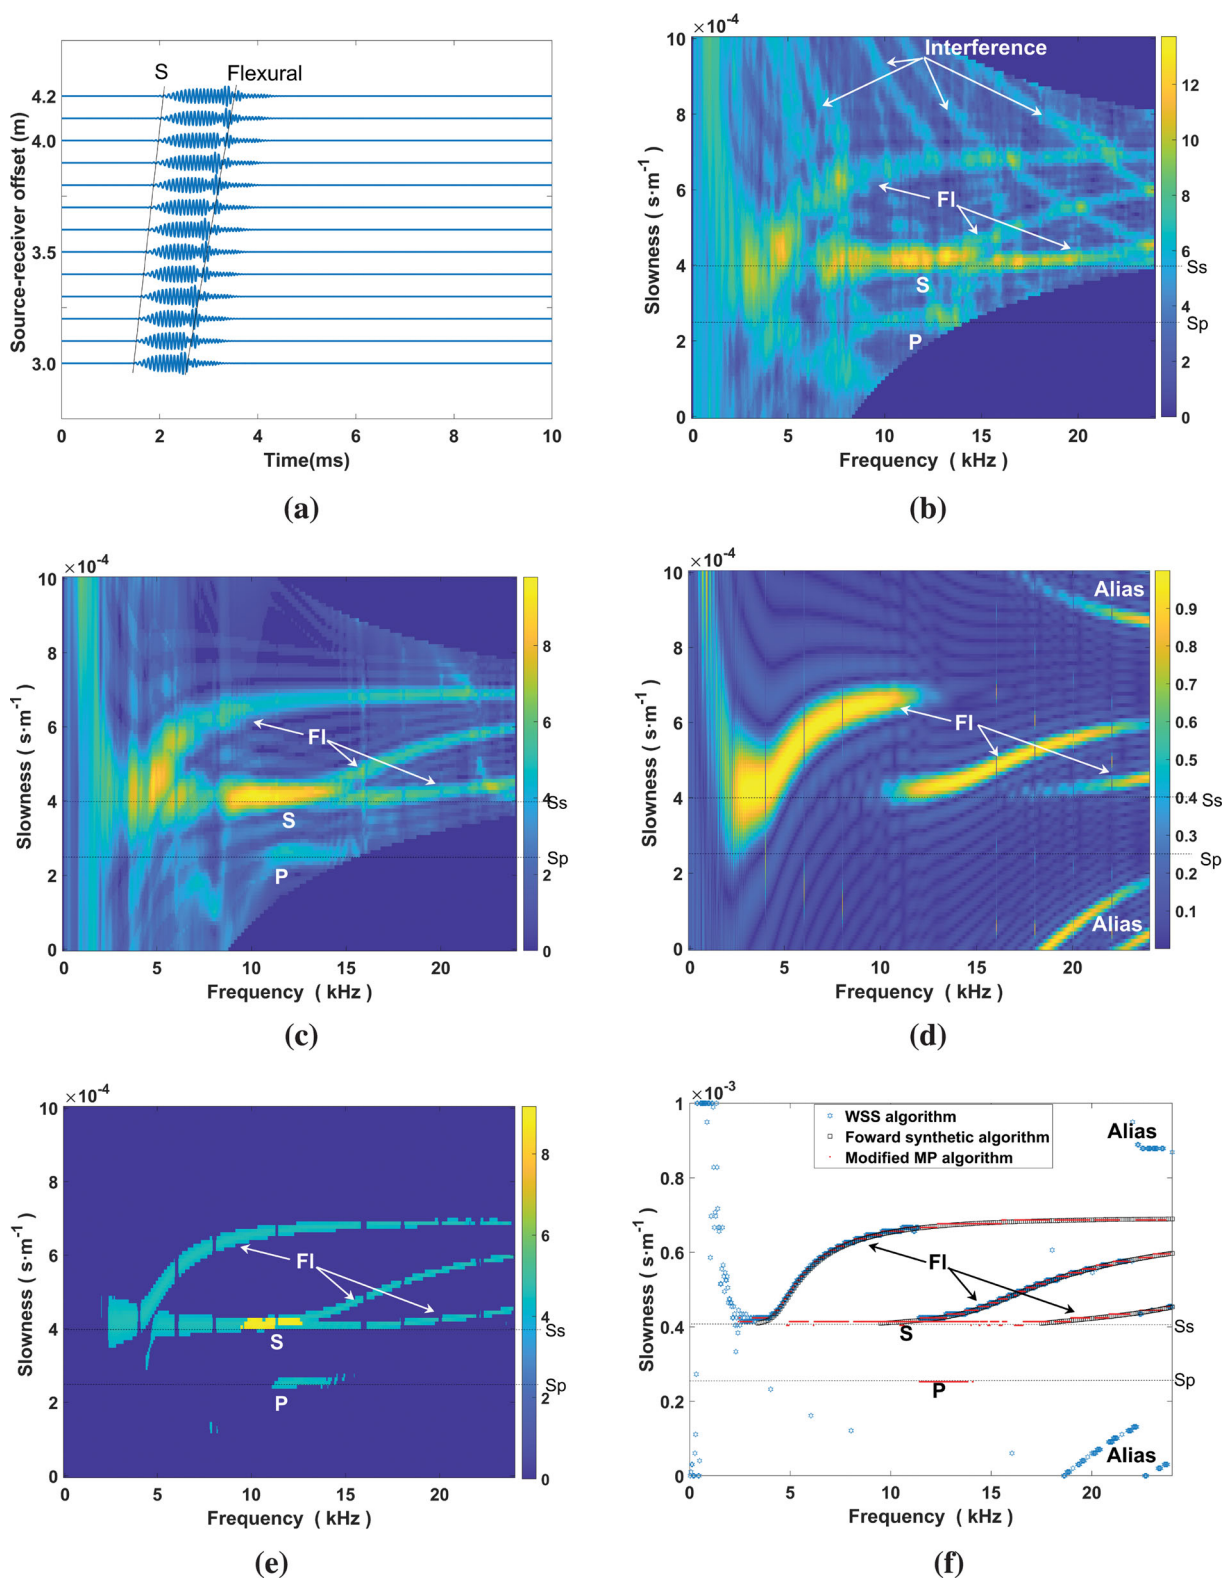 S
Flexural
4.2
4.0
3.5
3.0
Source-receiver offset (m)
0 2 4 6 8 10
Time(ms)
(a)
×10⁻⁴
10
8
6
4
2
0
Slowness ( s·m⁻¹ )
Interference
Fl
S
P
12
10
8
6
4
2
0
Ss
Sp
0 5 10 15 20
Frequency ( kHz )
(b)
×10⁻⁴
10
8
6
4
2
0
Slowness ( s·m⁻¹ )
Fl
S
P
8
6
4
2
0
Ss
Sp
0 5 10 15 20
Frequency ( kHz )
(c)
×10⁻⁴
10
8
6
4
2
0
Slowness ( s·m⁻¹ )
Alias
Fl
Alias
0.9
0.8
0.7
0.6
0.5
0.4
0.3
0.2
0.1
Ss
Sp
0 5 10 15 20
Frequency ( kHz )
(d)
×10⁻⁴
10
8
6
4
2
0
Slowness ( s·m⁻¹ )
Fl
S
P
8
6
4
2
0
Ss
Sp
0 5 10 15 20
Frequency ( kHz )
(e)
×10⁻³
1
0.8
0.6
0.4
0.2
0
Slowness ( s·m⁻¹ )
WSS algorithm
Foward synthetic algorithm
Modified MP algorithm
Alias
Fl
S
P
Alias
Ss
Sp
0 5 10 15 20
Frequency ( kHz )
(f)